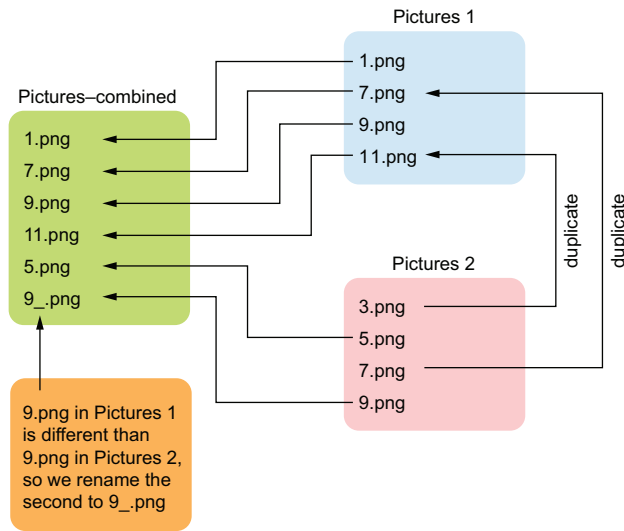 Pictures 1
1.png
7.png
9.png
11.png
Pictures–combined
1.png
7.png
9.png
11.png
5.png
9_.png
Pictures 2
3.png
5.png
7.png
9.png
duplicate
duplicate
9.png in Pictures 1
is different than
9.png in Pictures 2,
so we rename the
second to 9_.png